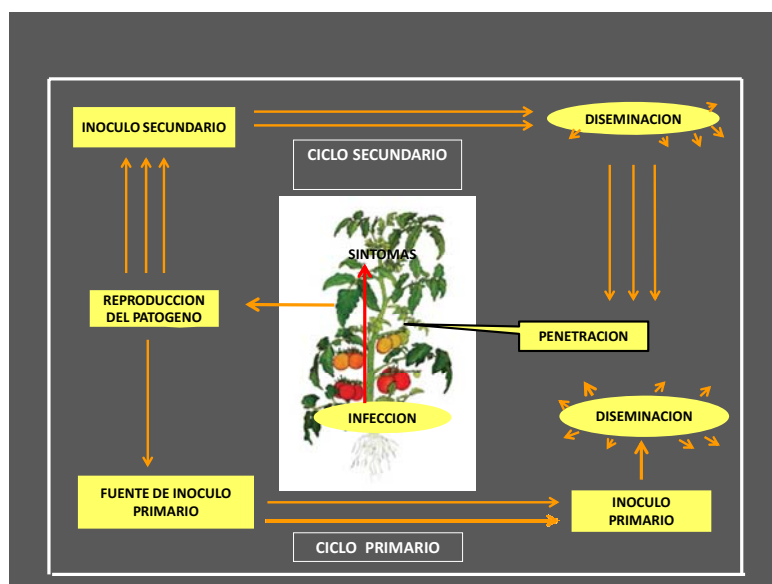 INOCULO SECUNDARIO
DISEMINACION
CICLO SECUNDARIO
SINTOMAS
REPRODUCCION
DEL PATOGENO
PENETRACION
INFECCION
DISEMINACION
FUENTE DE INOCULO
PRIMARIO
INOCULO
PRIMARIO
CICLO PRIMARIO